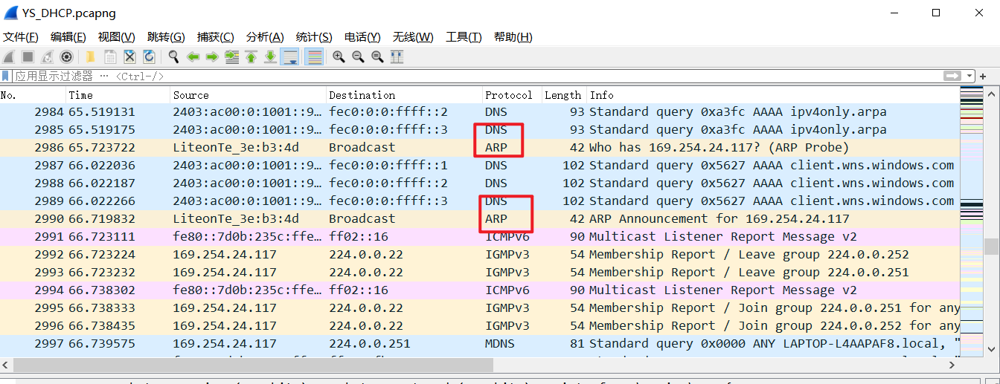 YS_DHCP.pcapng
文件(F) 编辑(E) 视图(V) 跳转(G) 捕获(C) 分析(A) 统计(S) 电话(Y) 无线(W) 工具(T) 帮助(H)
应用显示过滤器 … <Ctrl-/>
No. Time Source Destination Protocol Length Info
2984 65.519131 2403:ac00:0:1001::9… fec0:0:0:ffff::2 DNS 93 Standard query 0xa3fc AAAA ipv4only.arpa
2985 65.519175 2403:ac00:0:1001::9… fec0:0:0:ffff::3 DNS 93 Standard query 0xa3fc AAAA ipv4only.arpa
2986 65.723722 LiteonTe_3e:b3:4d Broadcast ARP 42 Who has 169.254.24.117? (ARP Probe)
2987 66.022036 2403:ac00:0:1001::9… fec0:0:0:ffff::1 DNS 102 Standard query 0x5627 AAAA client.wns.windows.com
2988 66.022187 2403:ac00:0:1001::9… fec0:0:0:ffff::2 DNS 102 Standard query 0x5627 AAAA client.wns.windows.com
2989 66.022266 2403:ac00:0:1001::9… fec0:0:0:ffff::3 DNS 102 Standard query 0x5627 AAAA client.wns.windows.com
2990 66.719832 LiteonTe_3e:b3:4d Broadcast ARP 42 ARP Announcement for 169.254.24.117
2991 66.723111 fe80::7d0b:235c:ffe… ff02::16 ICMPv6 90 Multicast Listener Report Message v2
2992 66.723224 169.254.24.117 224.0.0.22 IGMPv3 54 Membership Report / Leave group 224.0.0.252
2993 66.723232 169.254.24.117 224.0.0.22 IGMPv3 54 Membership Report / Leave group 224.0.0.251
2994 66.738302 fe80::7d0b:235c:ffe… ff02::16 ICMPv6 90 Multicast Listener Report Message v2
2995 66.738333 169.254.24.117 224.0.0.22 IGMPv3 54 Membership Report / Join group 224.0.0.251 for any
2996 66.738435 169.254.24.117 224.0.0.22 IGMPv3 54 Membership Report / Join group 224.0.0.252 for any
2997 66.739575 169.254.24.117 224.0.0.251 MDNS 81 Standard query 0x0000 ANY LAPTOP-L4AAPAF8.local, "